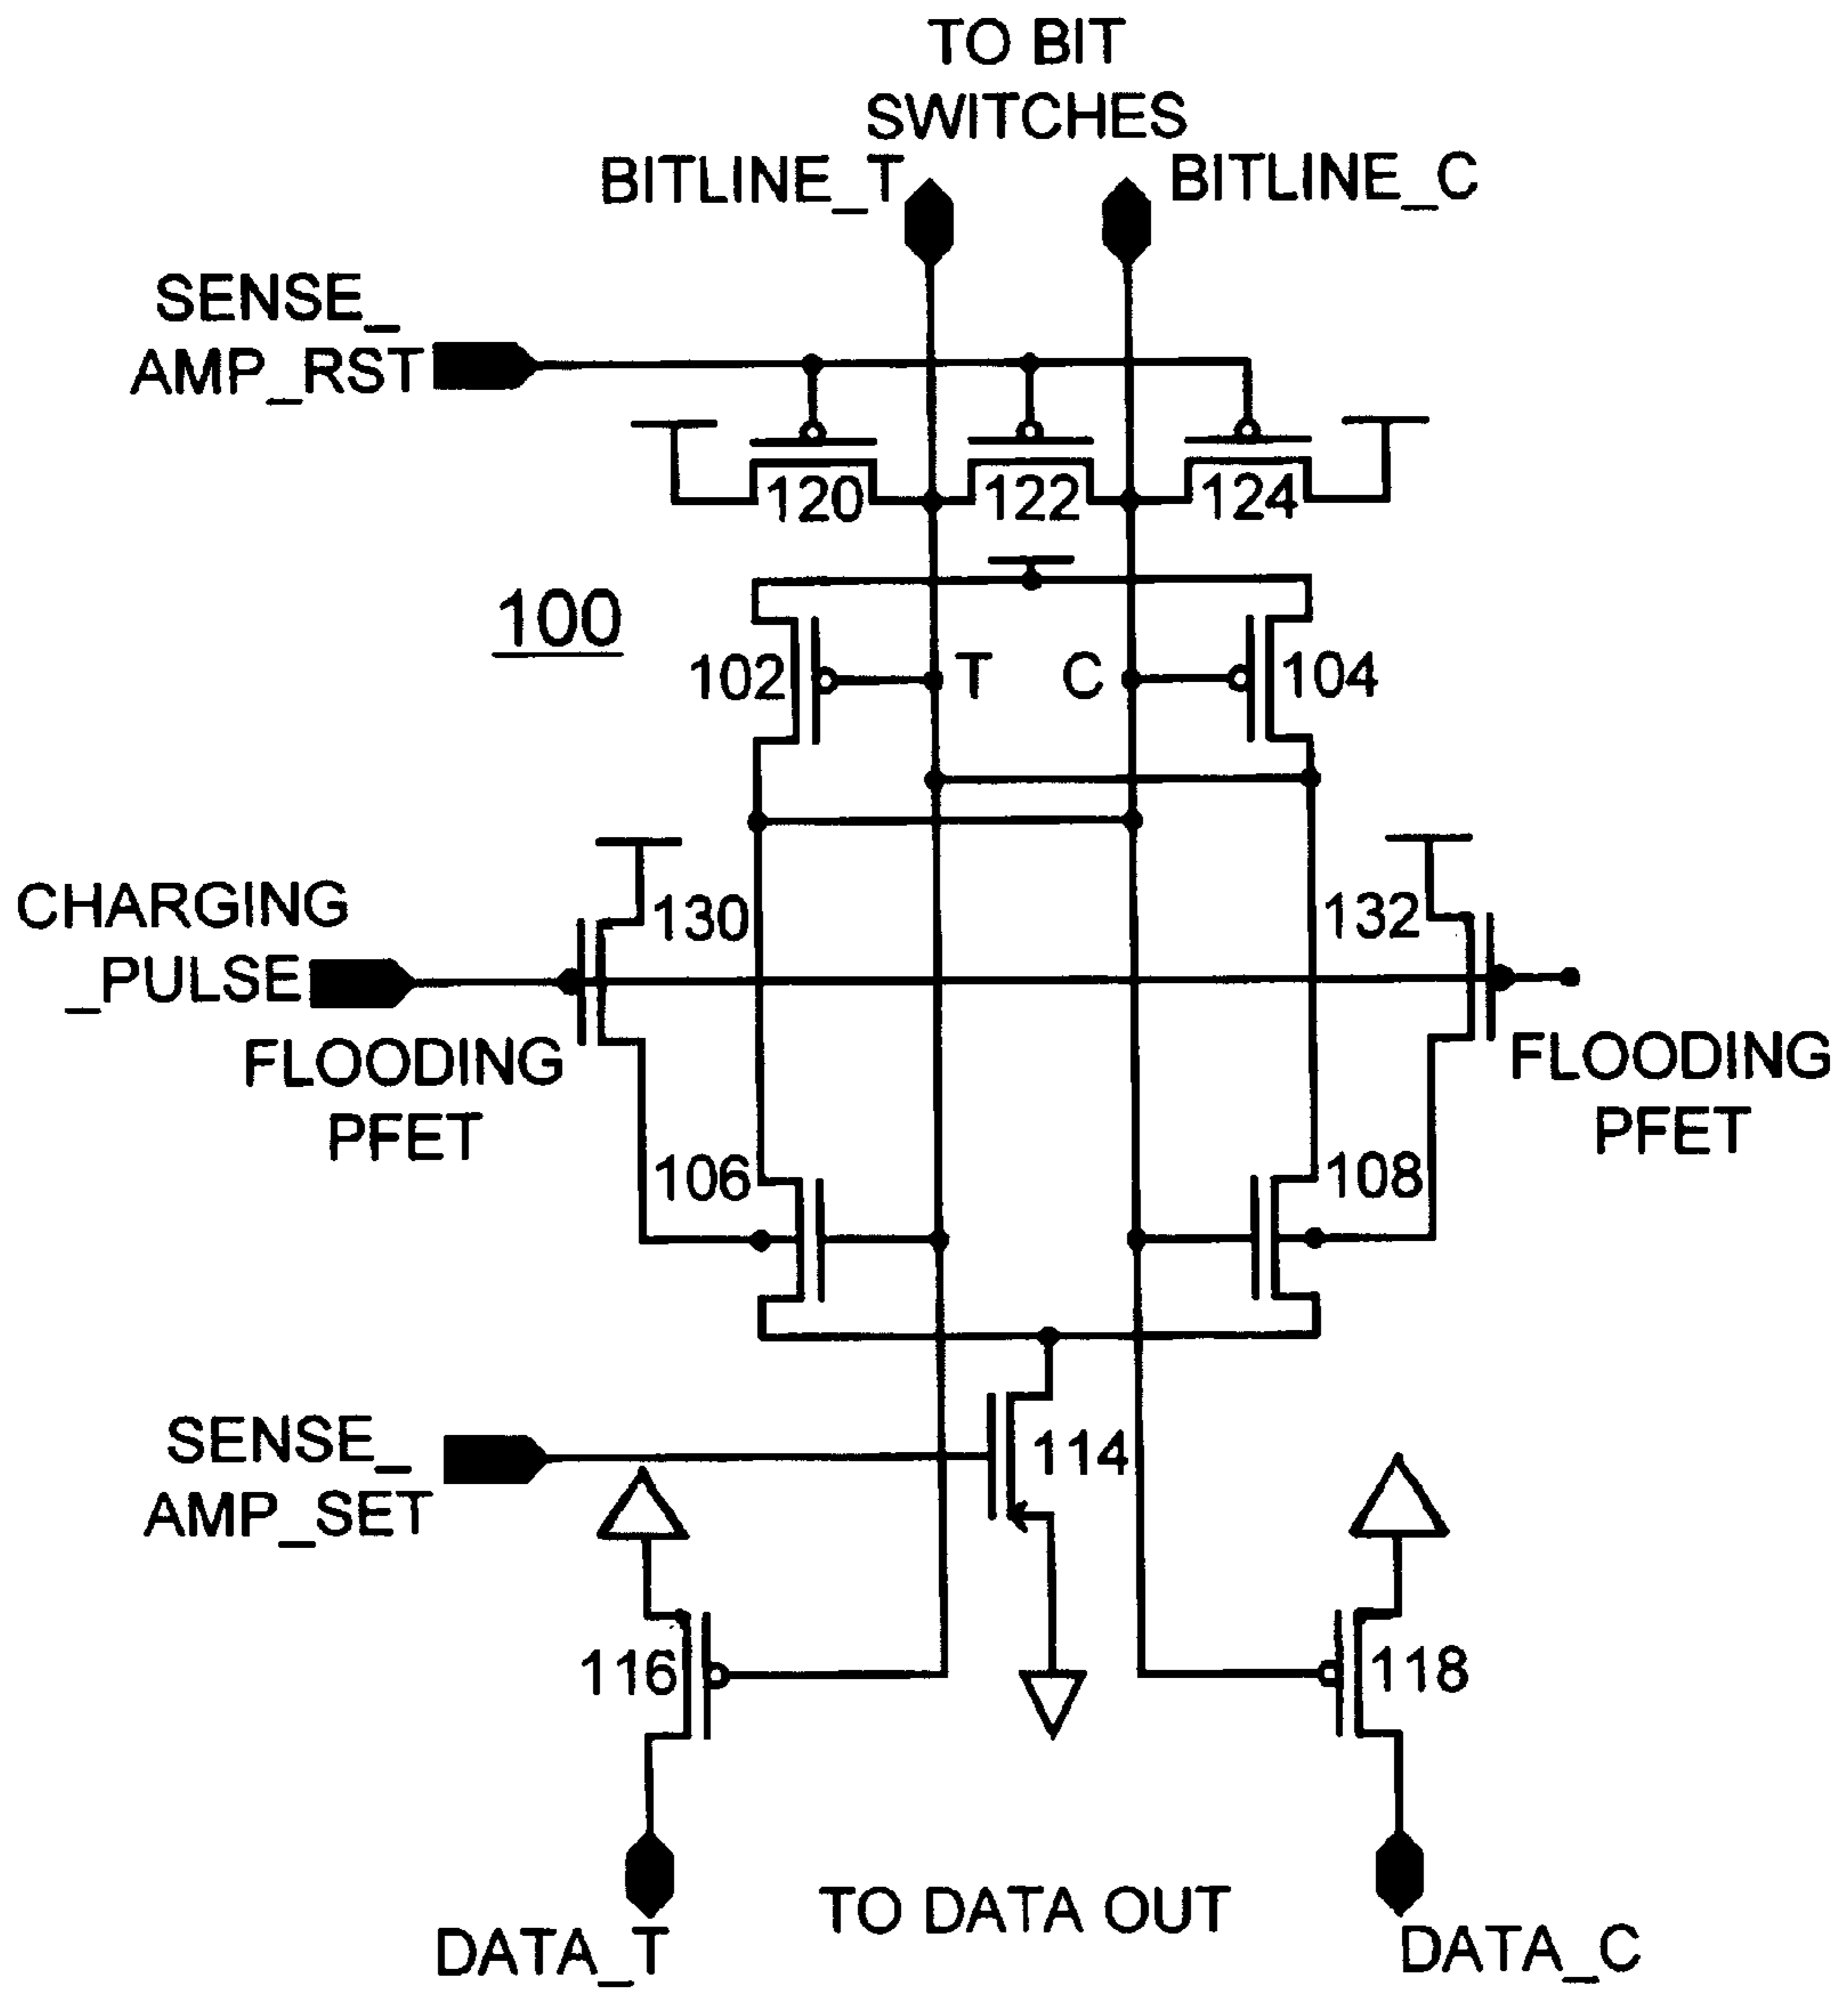 TO BIT
SWITCHES
BITLINE_T
BITLINE_C
SENSE_
AMP_RST
120
122
124
100
102
T
C
104
130
132
CHARGING
_PULSE
FLOODING
PFET
FLOODING
PFET
106
108
SENSE_
AMP_SET
114
116
118
TO DATA OUT
DATA_T
DATA_C